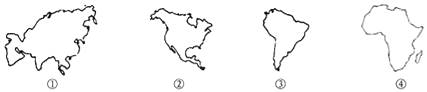 ① ② ③ ④